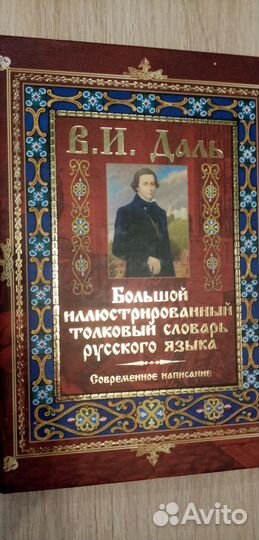 В.И. Даль
Большой
иллюстрированный
толковый словарь
русского языка
Современное написание
Avito